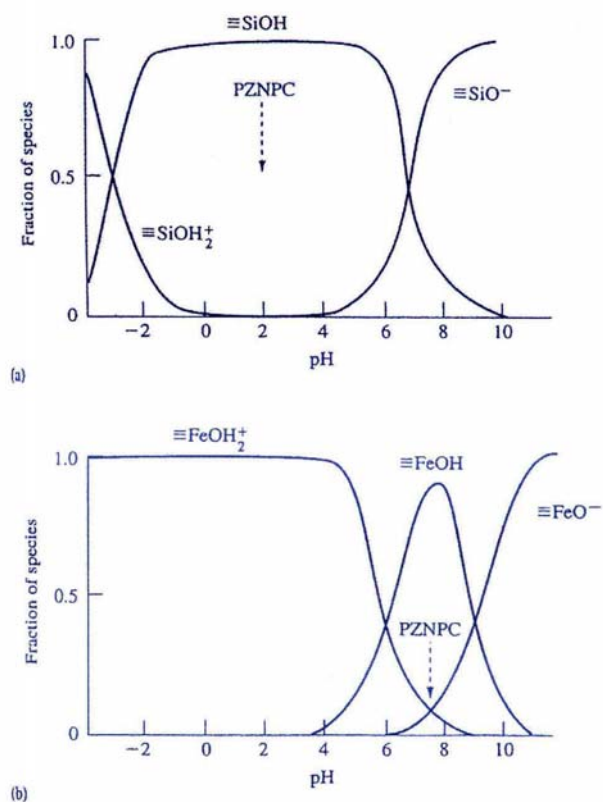 ≡SiOH
1.0
PZNPC
≡SiO⁻
0.5
Fraction of species
≡SiOH₂⁺
0
−2 0 2 4 6 8 10
pH
(a)
≡FeOH₂⁺
1.0
≡FeOH
≡FeO⁻
Fraction of species
0.5
PZNPC
0
−2 0 2 4 6 8 10
pH
(b)